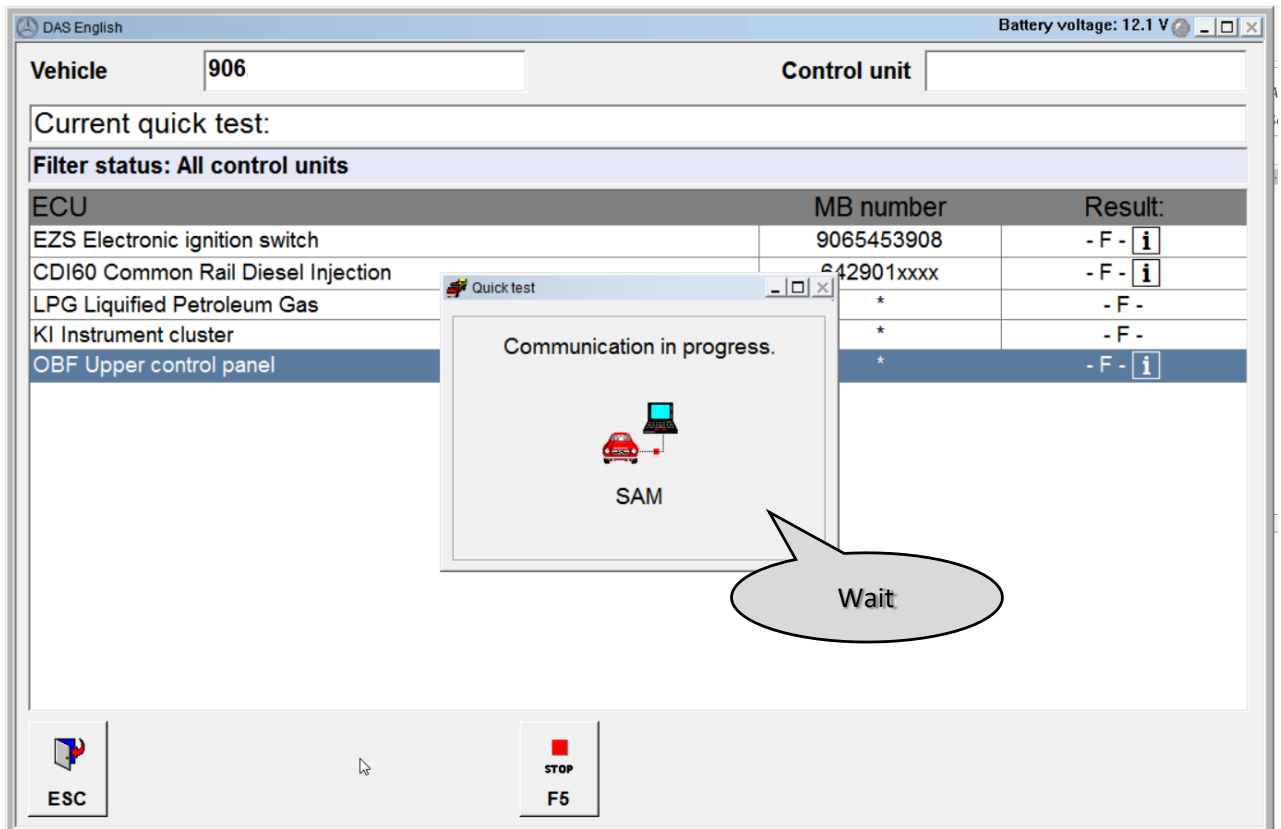 DAS English
Battery voltage: 12.1 V
Vehicle 906 Control unit
Current quick test:
Filter status: All control units
ECU MB number Result:
EZS Electronic ignition switch 9065453908 - F - i
CDI60 Common Rail Diesel Injection 642901xxxx - F - i
LPG Liquified Petroleum Gas * - F -
KI Instrument cluster * - F -
OBF Upper control panel * - F - i
Quick test
Communication in progress.
SAM
Wait
STOP
ESC F5